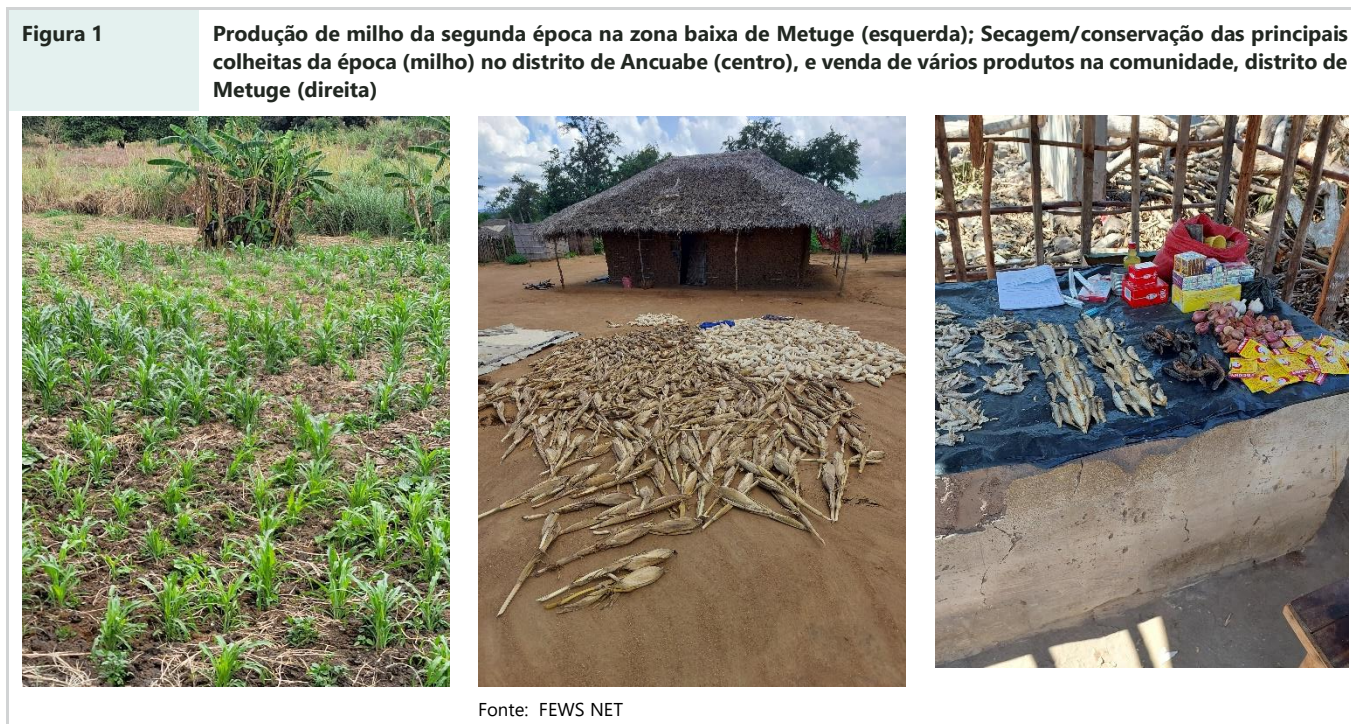 Figura 1
Produção de milho da segunda época na zona baixa de Metuge (esquerda); Secagem/conservação das principais
colheitas da época (milho) no distrito de Ancuabe (centro), e venda de vários produtos na comunidade, distrito de
Metuge (direita)
Fonte: FEWS NET